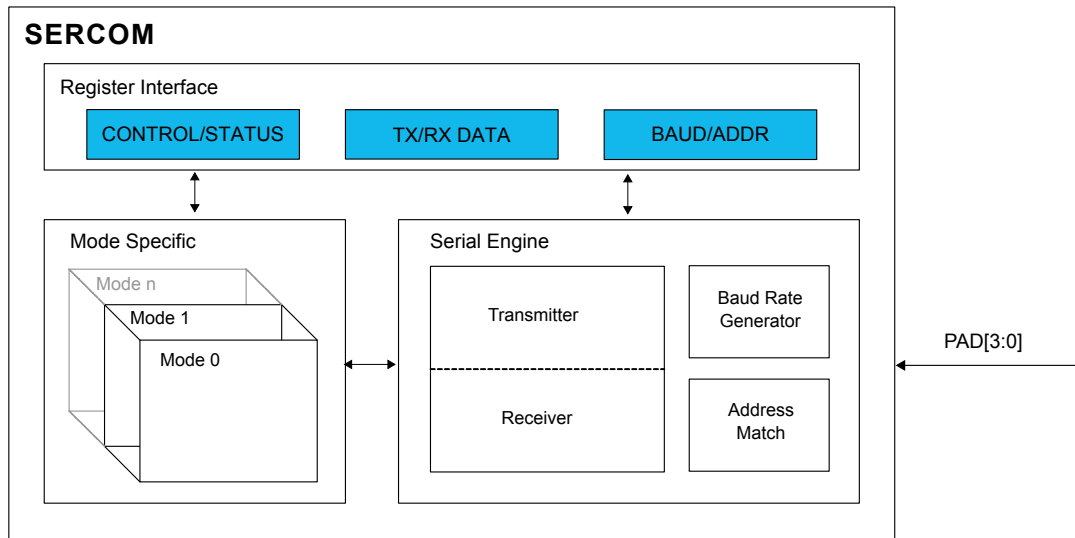 SERCOM
Register Interface
CONTROL/STATUS
TX/RX DATA
BAUD/ADDR
Mode Specific
Mode n
Mode 1
Mode 0
Serial Engine
Transmitter
Receiver
Baud Rate
Generator
Address
Match
PAD[3:0]